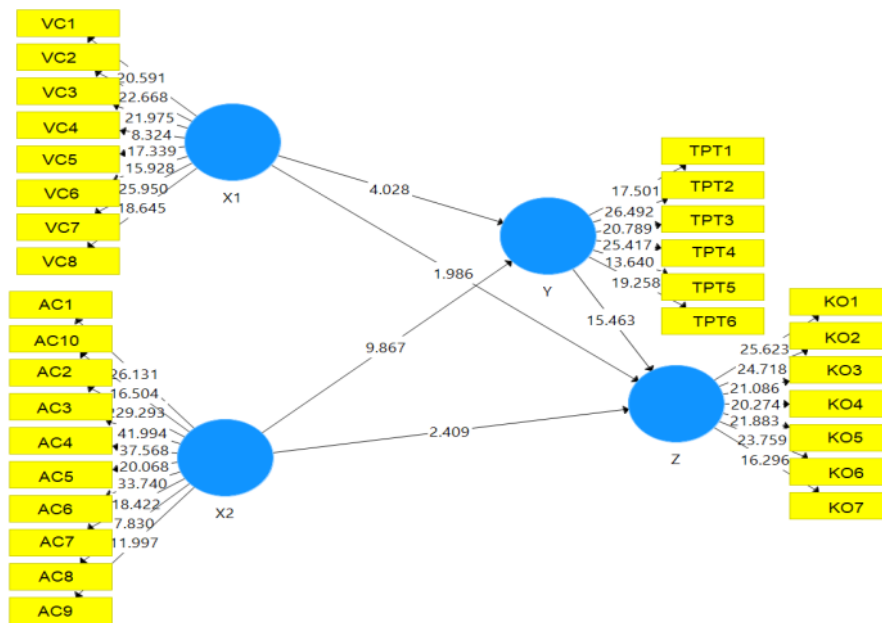 VC1
VC2
VC3
VC4
VC5
VC6
VC7
VC8
20.591
22.668
21.975
8.324
17.339
15.928
25.950
18.645
X1
4.028
1.986
AC1
AC10
AC2
AC3
AC4
AC5
AC6
AC7
AC8
AC9
26.131
16.504
229.293
41.994
37.568
20.068
33.740
18.422
7.830
11.997
X2
9.867
2.409
Y
15.463
17.501
26.492
20.789
25.417
13.640
19.258
TPT1
TPT2
TPT3
TPT4
TPT5
TPT6
Z
25.623
24.718
21.086
20.274
21.883
23.759
16.296
KO1
KO2
KO3
KO4
KO5
KO6
KO7